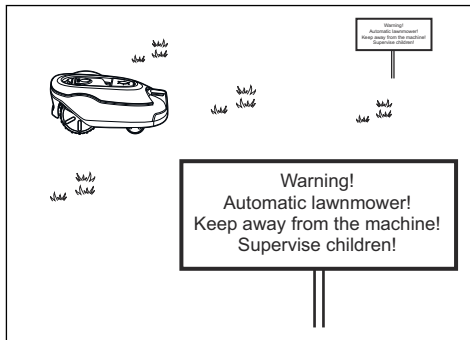 Warning!
Automatic lawnmower!
Keep away from the machine!
Supervise children!
Warning!
Automatic lawnmower!
Keep away from the machine!
Supervise children!